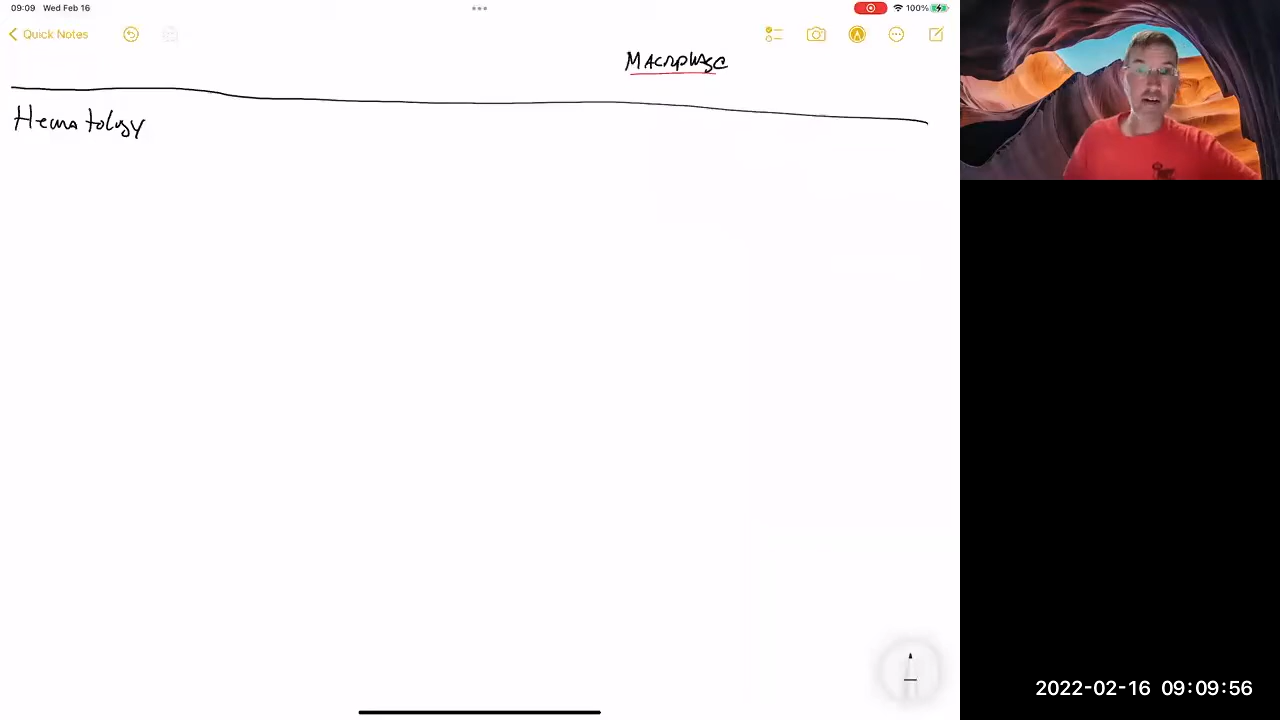 09:09 Wed Feb 16
100%
Quick Notes
Macrophage
Hematology
2022-02-16 09:09:56